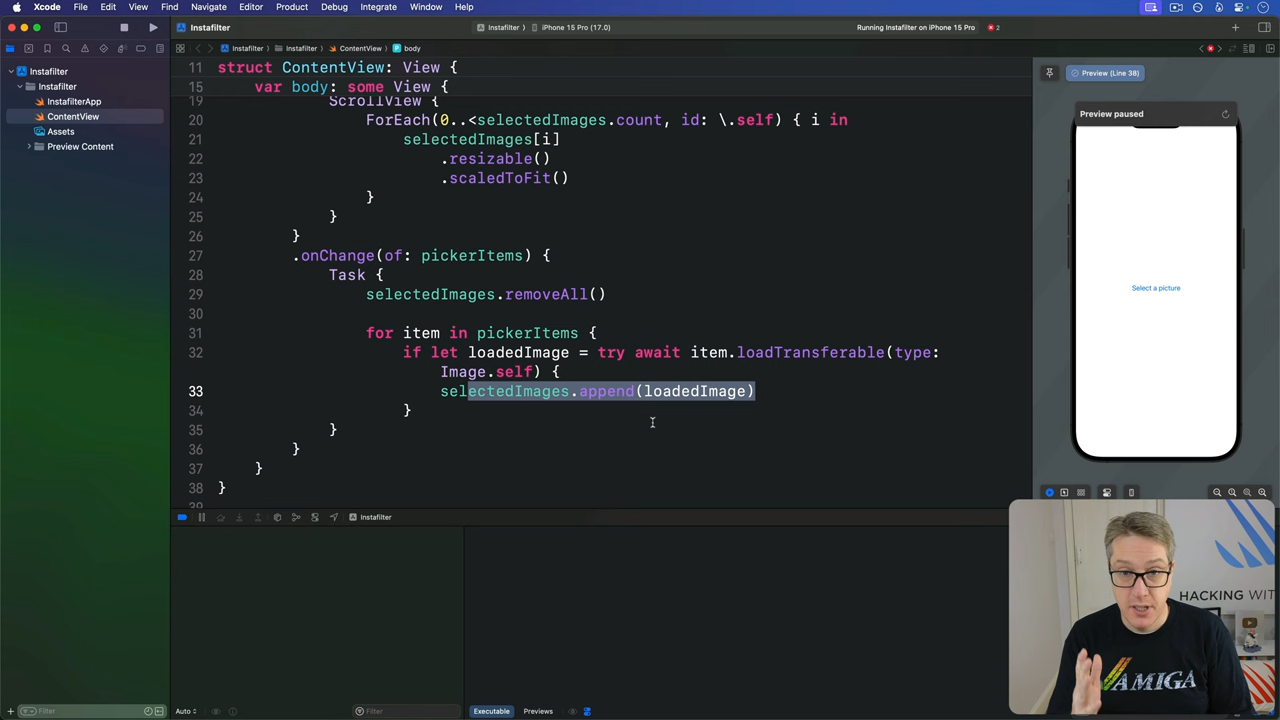 Xcode File Edit View Find Navigate Editor Product Debug Integrate Window Help
Instafilter
Instafilter
iPhone 15 Pro (17.0)
Running Instafilter on iPhone 15 Pro
2
Instafilter
Instafilter
InstafilterApp
ContentView
Assets
Preview Content
Instafilter
Instafilter
ContentView
body
11 struct ContentView: View {
15 var body: some View {
19 ScrollView {
20 ForEach(0..<selectedImages.count, id: \.self) { i in
21 selectedImages[i]
22 .resizable()
23 .scaledToFit()
24 }
25 }
26 }
27 .onChange(of: pickerItems) {
28 Task {
29 selectedImages.removeAll()
30
31 for item in pickerItems {
32 if let loadedImage = try await item.loadTransferable(type:
Image.self) {
33 selectedImages.append(loadedImage)
34 }
35 }
36 }
37 }
38 }
Preview (Line 38)
Preview paused
Select a picture
Instafilter
Filter
Auto
Filter
Executable
Previews
HACKING WIT
AMIGA